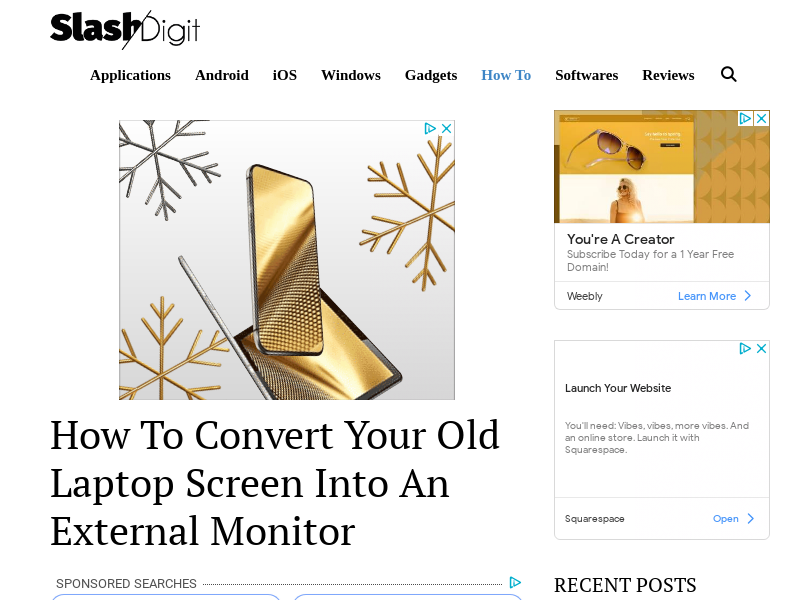 SlashDigit
Applications Android iOS Windows Gadgets How To Softwares Reviews
You're A Creator
Subscribe Today for a 1 Year Free
Domain!
Weebly Learn More
Launch Your Website
You'll need: Vibes, vibes, more vibes. And
an online store. Launch it with
Squarespace.
Squarespace Open
How To Convert Your Old
Laptop Screen Into An
External Monitor
SPONSORED SEARCHES
RECENT POSTS